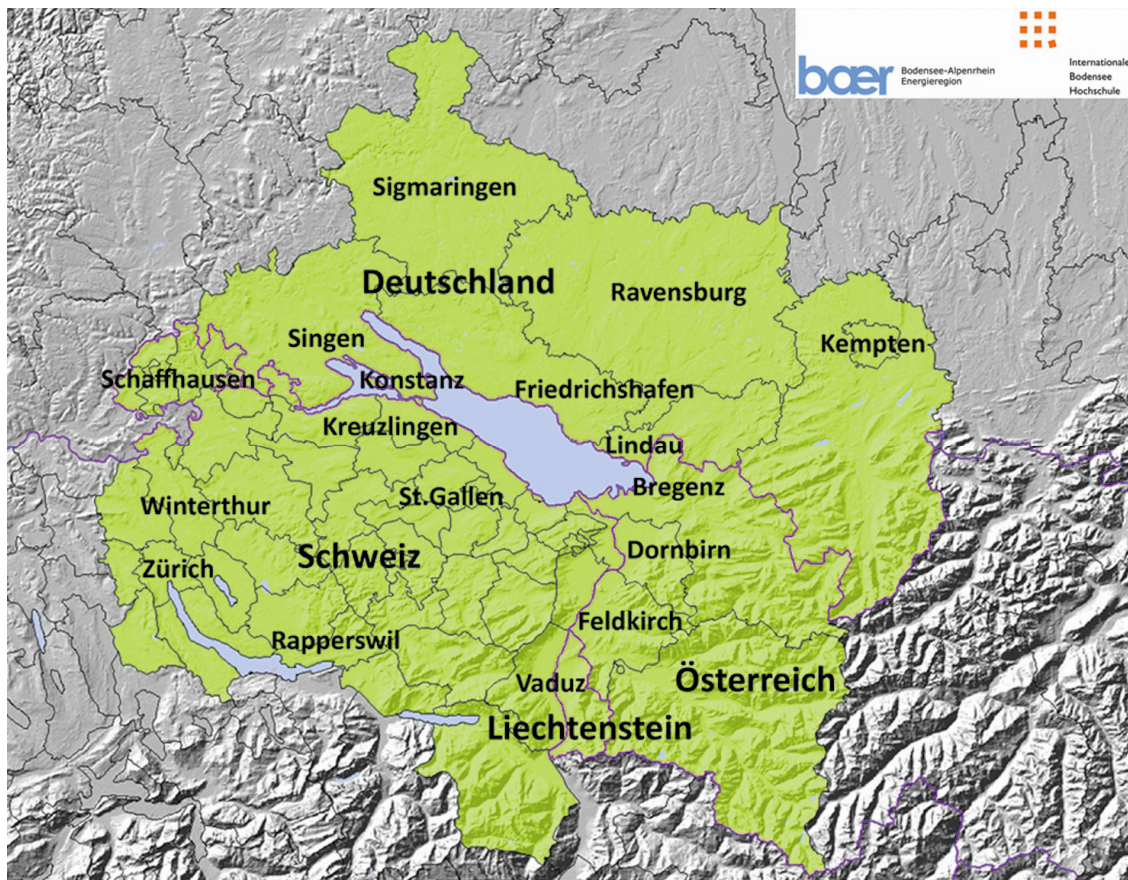 baer
Bodensee-Alpenrhein
Energieregion
Internationale
Bodensee
Hochschule
Sigmaringen
Deutschland
Ravensburg
Singen
Kempten
Schaffhausen
Konstanz
Friedrichshafen
Kreuzlingen
Lindau
Bregenz
St.Gallen
Winterthur
Dornbirn
Schweiz
Zürich
Feldkirch
Rapperswil
Vaduz
Österreich
Liechtenstein